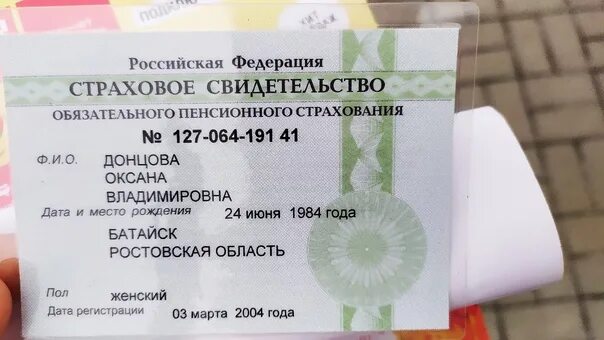 Российская Федерация
СТРАХОВОЕ СВИДЕТЕЛЬСТВО
ОБЯЗАТЕЛЬНОГО ПЕНСИОННОГО СТРАХОВАНИЯ
№ 127-064-191 41
Ф.И.О. ДОНЦОВА
ОКСАНА
ВЛАДИМИРОВНА
Дата и место рождения 24 июня 1984 года
БАТАЙСК
РОСТОВСКАЯ ОБЛАСТЬ
Пол женский
Дата регистрации 03 марта 2004 года